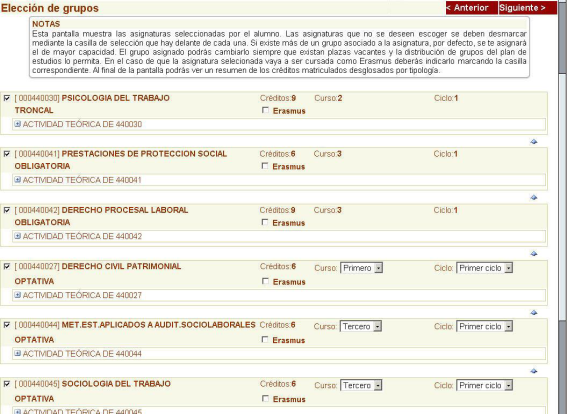 Elección de grupos
< Anterior Siguiente >
NOTAS
Esta pantalla muestra las asignaturas seleccionadas por el alumno. Las asignaturas que no se deseen escoger se deben desmarcar
mediante la casilla de selección que hay delante de cada una. Si existe más de un grupo asociado a la asignatura, por defecto, se te asignará
el de mayor capacidad. El grupo asignado podrás cambiarlo siempre que existan plazas vacantes y la distribución de grupos del plan de
estudios lo permita. En el caso de que la asignatura selecionada vaya a ser cursada como Erasmus deberás indicarlo marcando la casilla
correspondiente. Al final de la pantalla podrás ver un resumen de los créditos matriculados desglosados por tipología.
[ 000440030] PSICOLOGIA DEL TRABAJO Créditos:9 Curso:2 Ciclo:1
TRONCAL Erasmus
ACTIVIDAD TEÓRICA DE 440030
[ 000440041] PRESTACIONES DE PROTECCION SOCIAL Créditos:6 Curso:3 Ciclo:1
OBLIGATORIA Erasmus
ACTIVIDAD TEÓRICA DE 440041
[ 000440042] DERECHO PROCESAL LABORAL Créditos:9 Curso:3 Ciclo:1
OBLIGATORIA Erasmus
ACTIVIDAD TEÓRICA DE 440042
[ 000440027] DERECHO CIVIL PATRIMONIAL Créditos:6 Curso: Primero Ciclo: Primer ciclo
OPTATIVA Erasmus
ACTIVIDAD TEÓRICA DE 440027
[ 000440044] MET.EST.APLICADOS A AUDIT.SOCIOLABORALES Créditos:6 Curso: Tercero Ciclo: Primer ciclo
OPTATIVA Erasmus
ACTIVIDAD TEÓRICA DE 440044
[ 000440045] SOCIOLOGIA DEL TRABAJO Créditos:6 Curso: Tercero Ciclo: Primer ciclo
OPTATIVA Erasmus
ACTIVIDAD TEÓRICA DE 440045